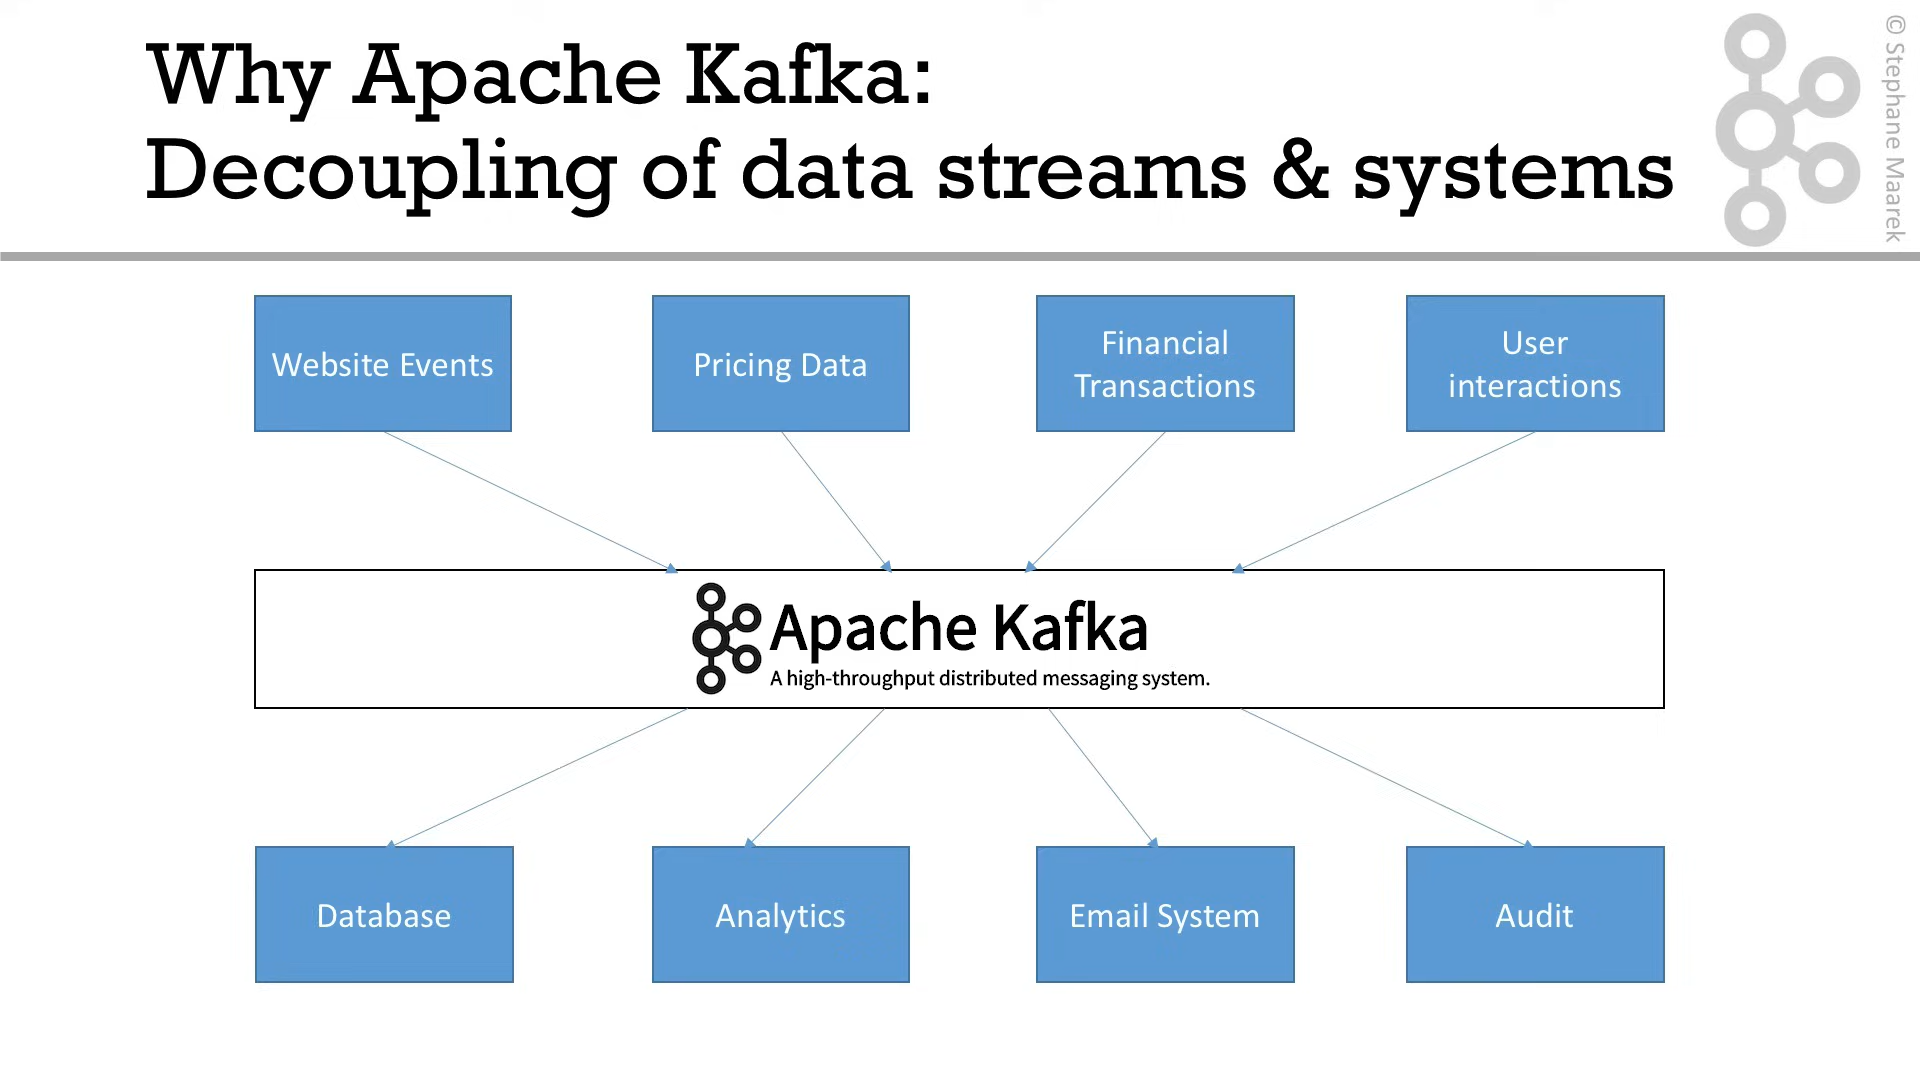 Why Apache Kafka:
Decoupling of data streams & systems
© Stephane Maarek
Website Events
Pricing Data
Financial
Transactions
User
interactions
Apache Kafka
A high-throughput distributed messaging system.
Database
Analytics
Email System
Audit